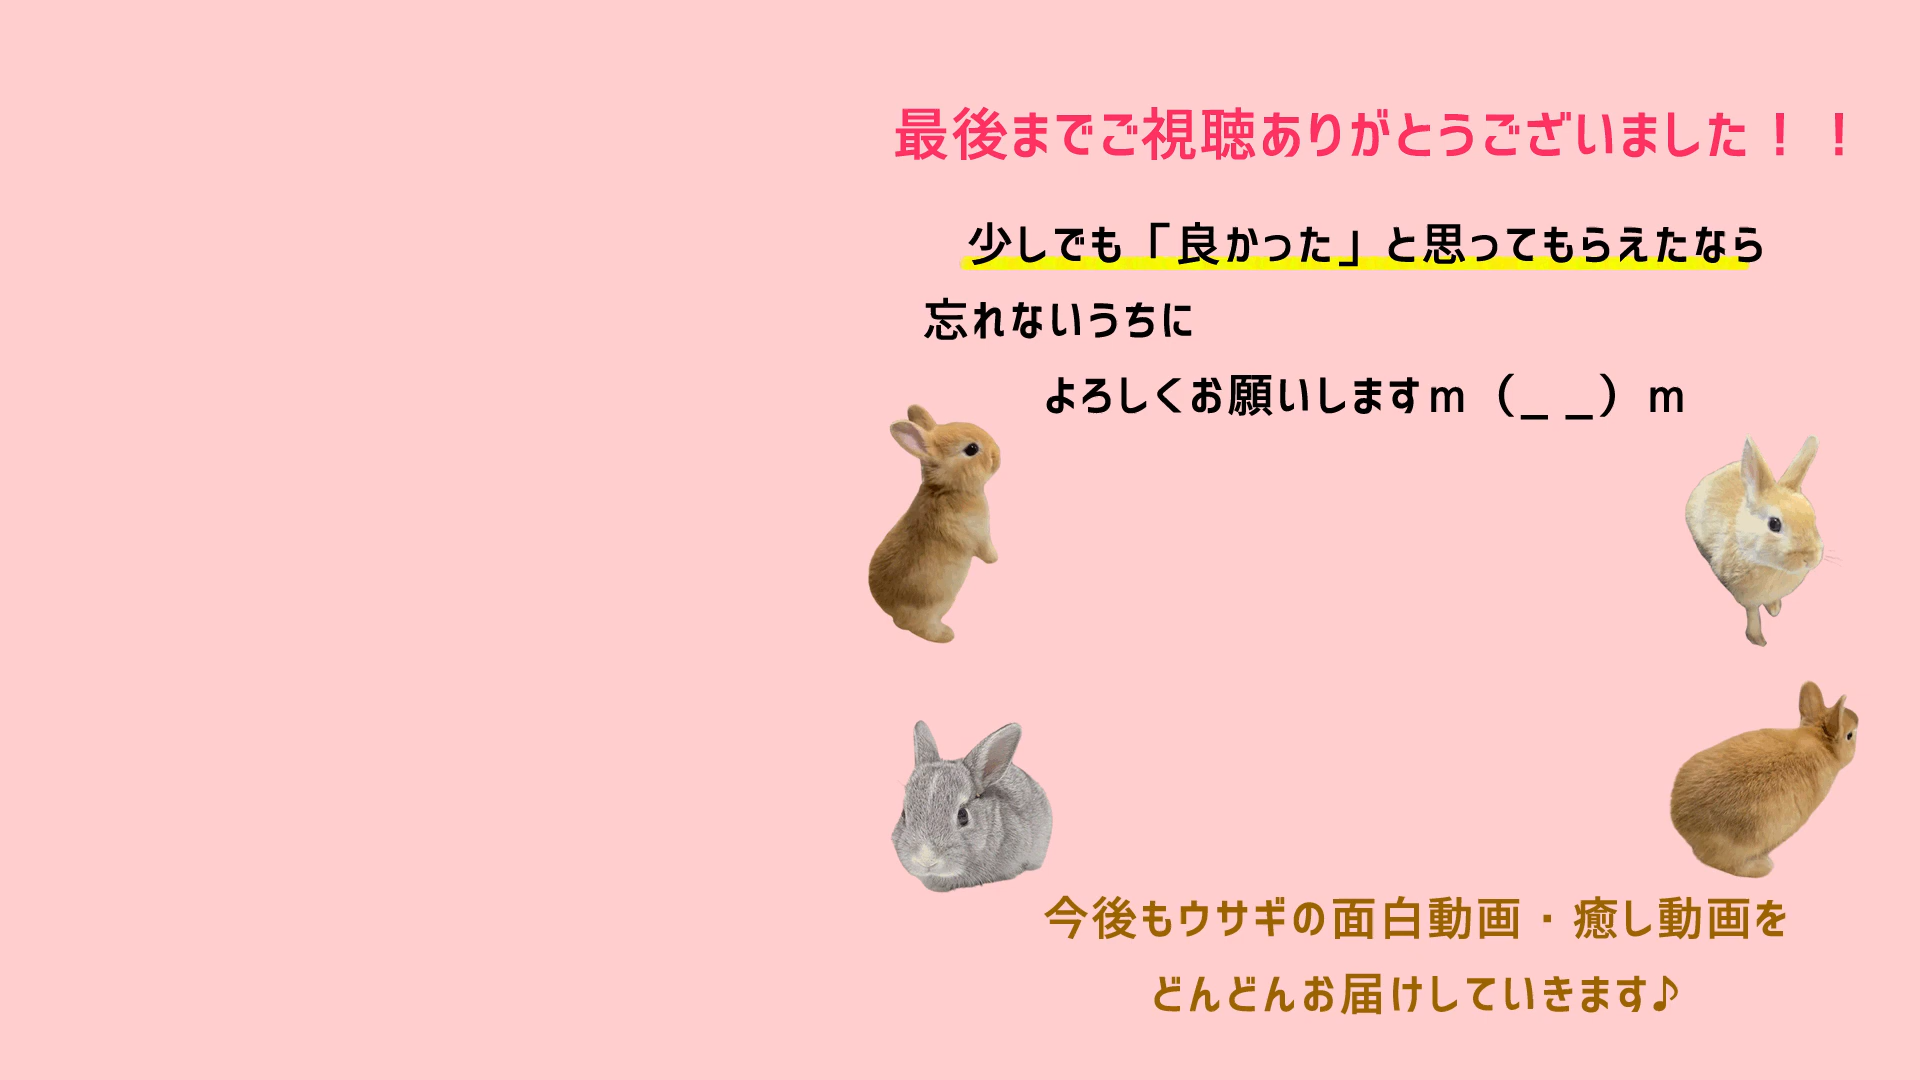 最後までご視聴ありがとうございました！！
少しでも「良かった」と思ってもらえたなら
忘れないうちに
よろしくお願いしますｍ（_ _）ｍ
今後もウサギの面白動画・癒し動画を
どんどんお届けしていきます♪